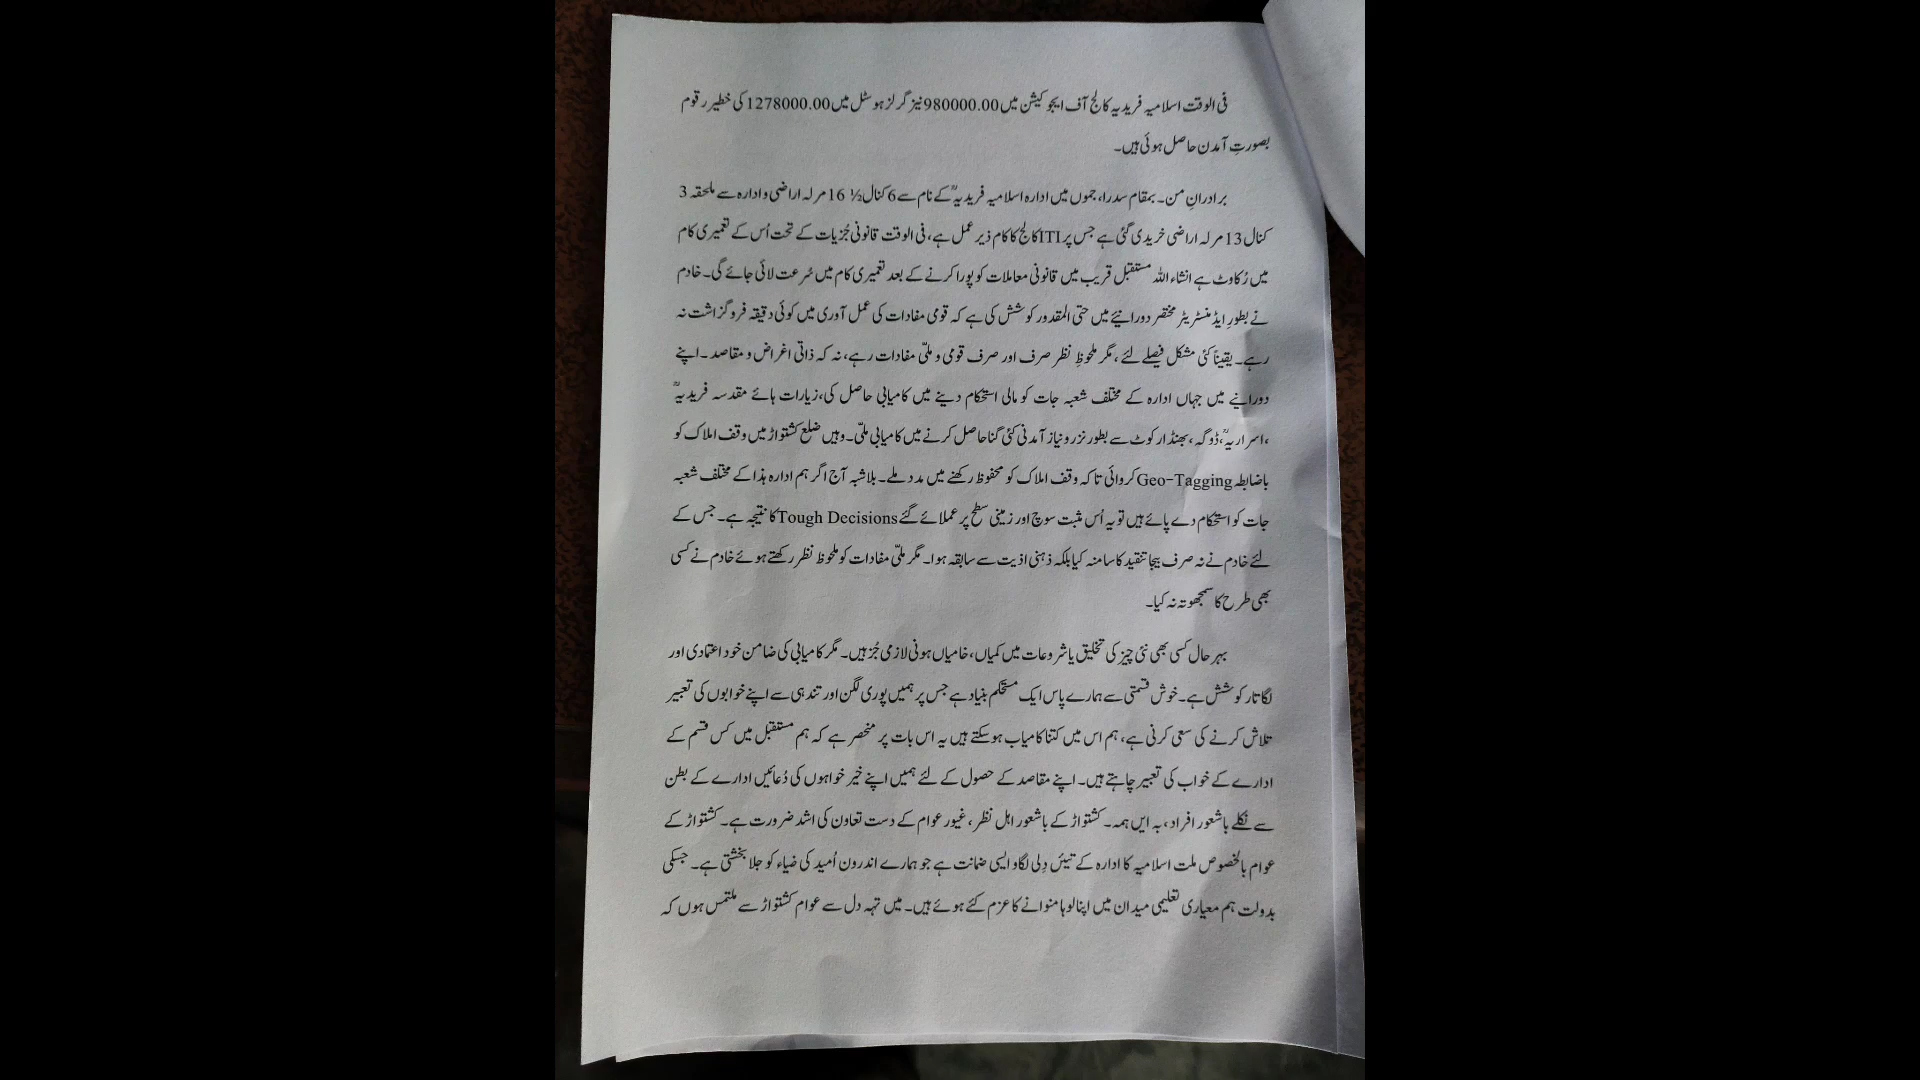 فی الوقت اسلامیہ فریدیہ کالج آف ایجوکیشن میں 980000.00 نیز گرلز ہوسٹل میں 1278000.00 کی خطیر رقوم
بصورتِ آمدن حاصل ہوئی ہیں۔
برادرانِ من۔ بمقام سدرا، جموں میں ادارہ اسلامیہ فریدیہؒ کے نام سے 6 کنال ½ 16 مرلہ اراضی و ادارہ سے ملحقہ 3
کنال 13 مرلہ اراضی خریدی گئی ہے جس پر ITI کالج کا کام ذیر عمل ہے، فی الوقت قانونی جُزیات کے تحت اُس کے تعمیری کام
میں رُکاوٹ ہے انشاء اللہ مستقبل قریب میں قانونی معاملات کو پورا کرنے کے بعد تعمیری کام میں سُرعت لائی جائے گی۔ خادم
نے بطورِ ایڈمنسٹریٹر مختصر دورانیئے میں حتی المقدور کوشش کی ہے کہ قومی مفادات کی عمل آوری میں کوئی دقیقہ فروگزاشت نہ
رہے۔ یقیناً کئی مشکل فیصلے لئے، مگر ملحوظِ نظر صرف اور صرف قومی و ملّی مفادات رہے، نہ کہ ذاتی اغراض و مقاصد۔ اپنے
دورانیے میں جہاں ادارہ کے مختلف شعبہ جات کو مالی استحکام دینے میں کامیابی حاصل کی، زیارات ہائے مقدسہ فریدیہؒ
،اسراریہؒ، ڈوگہ، بھنڈارکوٹ سے بطور نزر و نیاز آمدنی کئی گنا حاصل کرنے میں کامیابی ملّی۔ وہیں ضلع کشتواڑ میں وقف املاک کو
باضابطہ Geo-Tagging کروائی تاکہ وقف املاک کو محفوظ رکھنے میں مدد ملے۔ بلاشبہ آج اگر ہم ادارہ ہذا کے مختلف شعبہ
جات کو استحکام دے پائے ہیں تو یہ اُس مثبت سوچ اور زمینی سطح پر عملائے گئے Tough Decisions کا نتیجہ ہے۔ جس کے
لئے خادم نے نہ صرف بیجا تنقید کا سامنہ کیا بلکہ ذہنی اذیت سے سابقہ ہوا۔ مگر ملّی مفادات کو ملحوظ نظر رکھتے ہوئے خادم نے کسی
بھی طرح کا سمجھوتہ نہ کیا۔
بہر حال کسی بھی نئی چیز کی تخلیق یا شروعات میں کمیاں، خامیاں ہونی لازمی جُز ہیں۔ مگر کامیابی کی ضامن خود اعتمادی اور
لگاتار کوشش ہے۔ خوش قسمتی سے ہمارے پاس ایک مستحکم بنیاد ہے جس پر ہمیں پوری لگن اور تندہی سے اپنے خوابوں کی تعبیر
تلاش کرنے کی سعی کرنی ہے، ہم اس میں کتنا کامیاب ہوسکتے ہیں یہ اس بات پر منحصر ہے کہ ہم مستقبل میں کس قسم کے
ادارے کے خواب کی تعبیر چاہتے ہیں۔ اپنے مقاصد کے حصول کے لئے ہمیں اپنے خیر خواہوں کی دُعائیں ادارے کے بطن
سے نکلے باشعور افراد، بہ ایں ہمہ۔ کشتواڑ کے باشعور اہل نظر، غیور عوام کے دست تعاون کی اشد ضرورت ہے۔ کشتواڑ کے
عوام بالخصوص ملت اسلامیہ کا ادارہ کے تیئں دِلی لگاو ایسی ضمانت ہے جو ہمارے اندرون اُمید کی ضیاء کو جلا بخشتی ہے۔ جسکی
بدولت ہم معیاری تعلیمی میدان میں اپنا لوہا منوانے کا عزم کئے ہوئے ہیں۔ میں تہہ دل سے عوام کشتواڑ سے ملتمس ہوں کہ